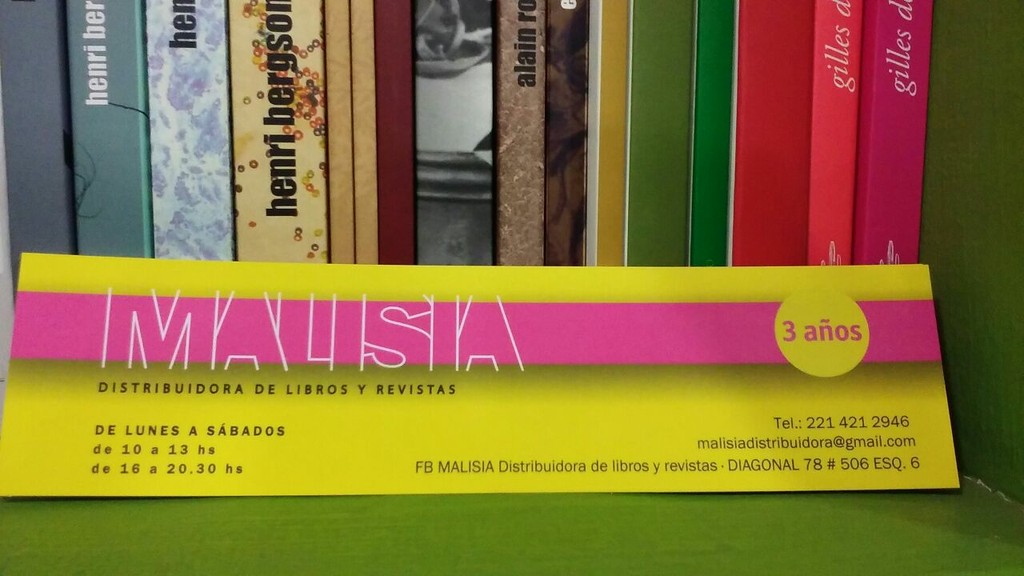 henri ber
hen
henri bergson
alain ro
gilles d
gilles d
MALISIA
3 años
DISTRIBUIDORA DE LIBROS Y REVISTAS
DE LUNES A SÁBADOS
de 10 a 13 hs
de 16 a 20.30 hs
Tel.: 221 421 2946
malisiadistribuidora@gmail.com
FB MALISIA Distribuidora de libros y revistas · DIAGONAL 78 # 506 ESQ. 6